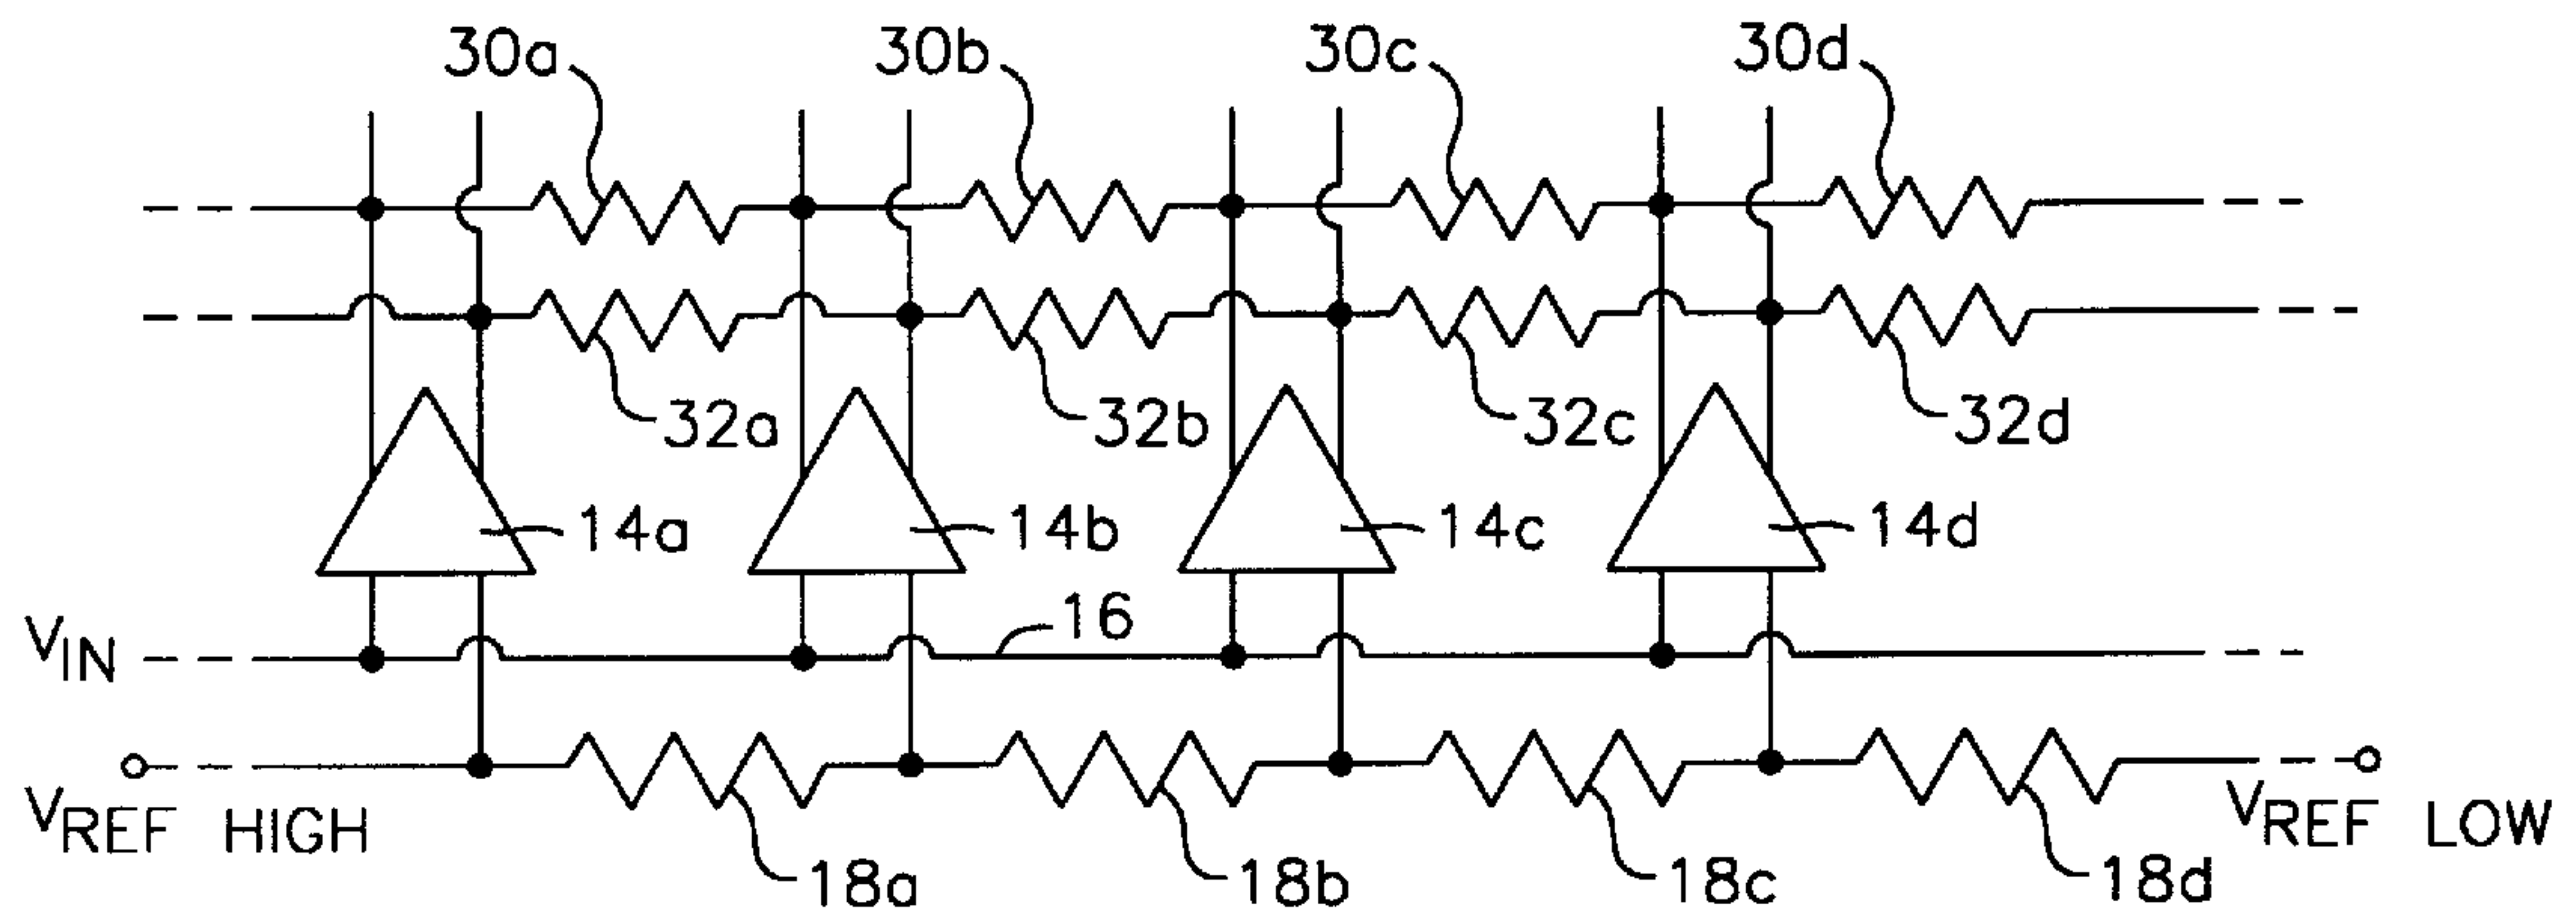 30a 30b 30c 30d
32a 32b 32c 32d
14a 14b 14c 14d
16
VIN
VREF HIGH VREF LOW
18a 18b 18c 18d